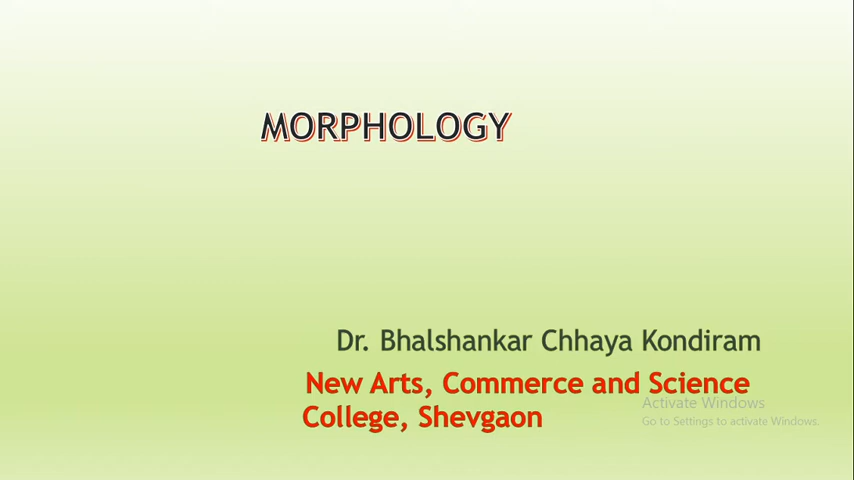 MORPHOLOGY
Dr. Bhalshankar Chhaya Kondiram
New Arts, Commerce and Science
College, Shevgaon
Activate Windows
Go to Settings to activate Windows.